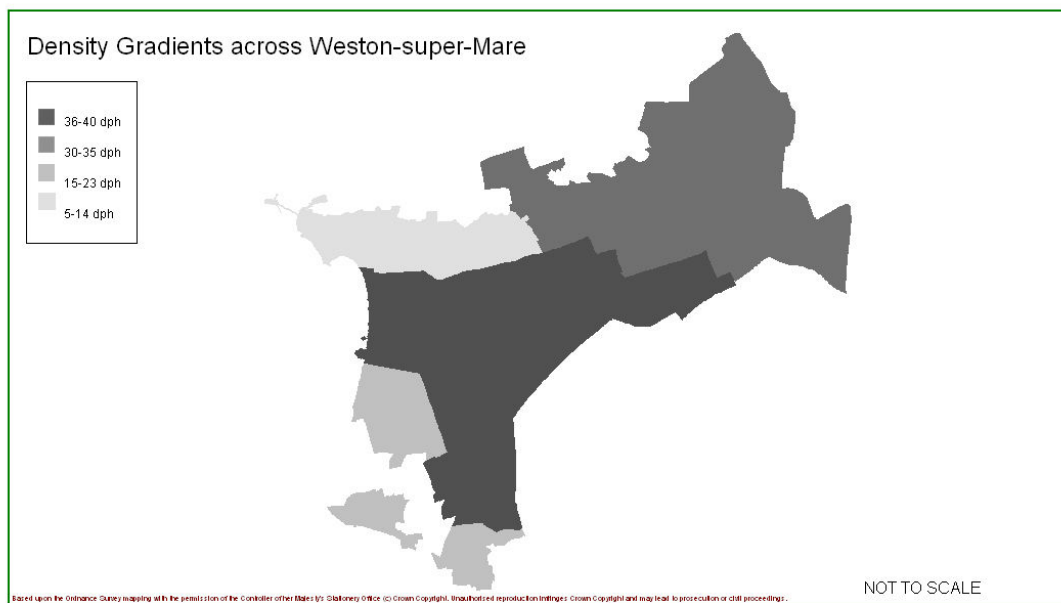 Density Gradients across Weston-super-Mare
36-40 dph
30-35 dph
15-23 dph
5-14 dph
NOT TO SCALE
Based upon the Ordnance Survey mapping with the permission of the Controller of Her Majesty's Stationery Office (c) Crown Copyright. Unauthorised reproduction infringes Crown Copyright and may lead to prosecution or civil proceedings.